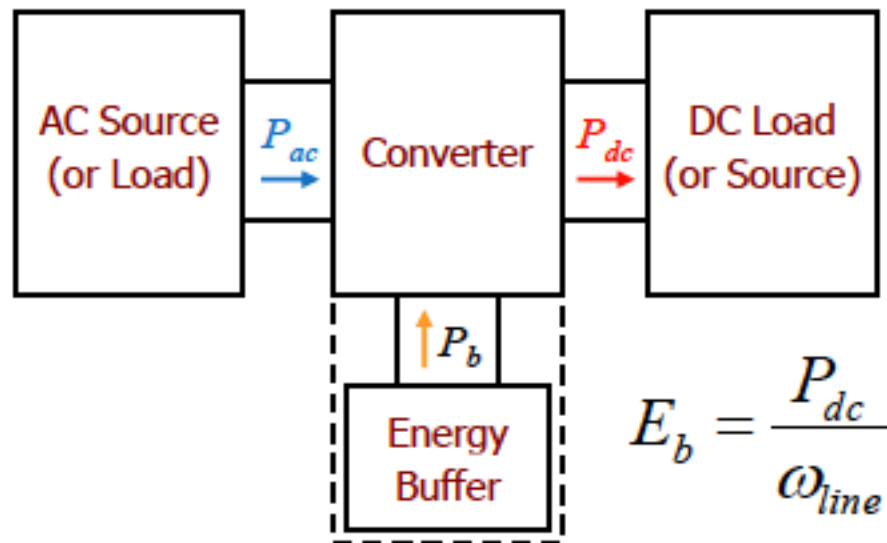 AC Source
(or Load)
P_ac
Converter
P_dc
DC Load
(or Source)
P_b
Energy
Buffer
E_b = P_dc / ω_line